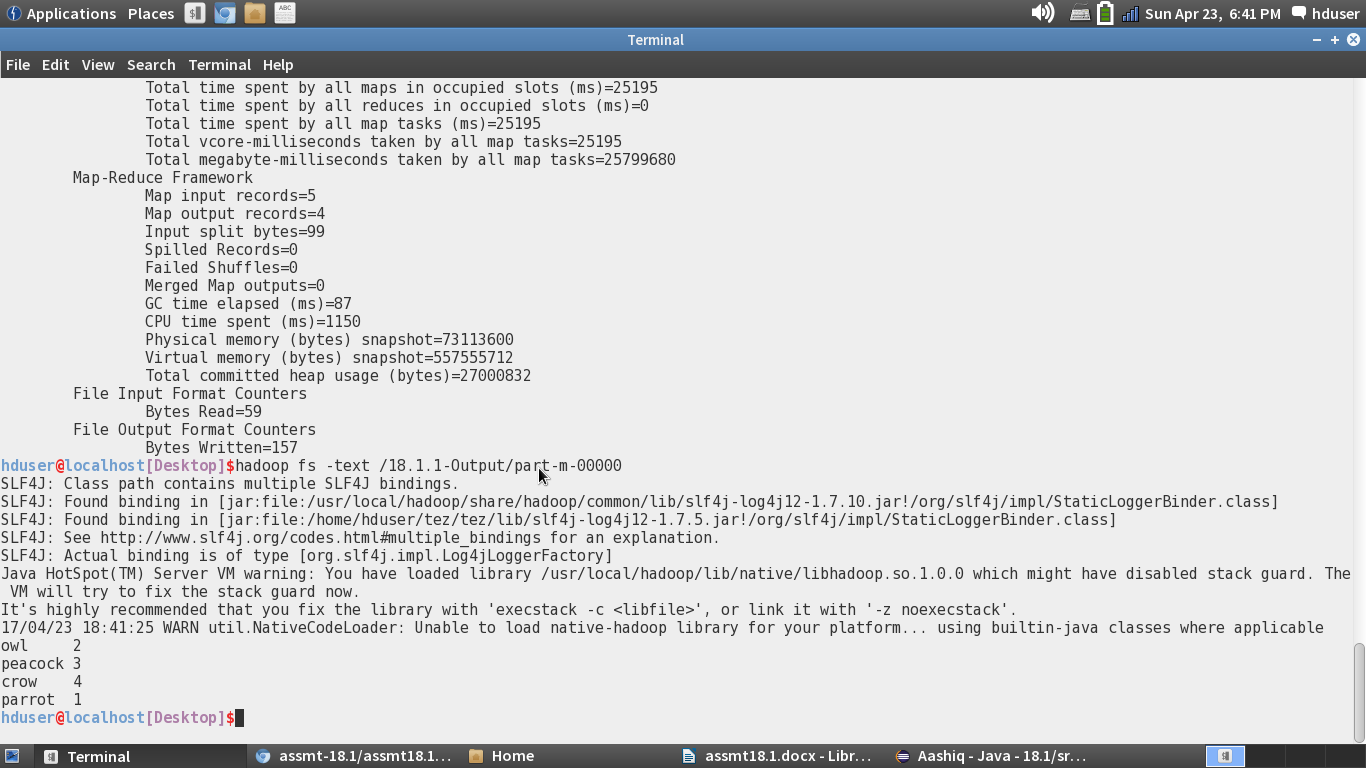 Applications Places ABC Sun Apr 23, 6:41 PM hduser
Terminal
File Edit View Search Terminal Help
Total time spent by all maps in occupied slots (ms)=25195
Total time spent by all reduces in occupied slots (ms)=0
Total time spent by all map tasks (ms)=25195
Total vcore-milliseconds taken by all map tasks=25195
Total megabyte-milliseconds taken by all map tasks=25799680
Map-Reduce Framework
Map input records=5
Map output records=4
Input split bytes=99
Spilled Records=0
Failed Shuffles=0
Merged Map outputs=0
GC time elapsed (ms)=87
CPU time spent (ms)=1150
Physical memory (bytes) snapshot=73113600
Virtual memory (bytes) snapshot=557555712
Total committed heap usage (bytes)=27000832
File Input Format Counters
Bytes Read=59
File Output Format Counters
Bytes Written=157
hduser@localhost[Desktop]$hadoop fs -text /18.1.1-Output/part-m-00000
SLF4J: Class path contains multiple SLF4J bindings.
SLF4J: Found binding in [jar:file:/usr/local/hadoop/share/hadoop/common/lib/slf4j-log4j12-1.7.10.jar!/org/slf4j/impl/StaticLoggerBinder.class]
SLF4J: Found binding in [jar:file:/home/hduser/tez/tez/lib/slf4j-log4j12-1.7.5.jar!/org/slf4j/impl/StaticLoggerBinder.class]
SLF4J: See http://www.slf4j.org/codes.html#multiple_bindings for an explanation.
SLF4J: Actual binding is of type [org.slf4j.impl.Log4jLoggerFactory]
Java HotSpot(TM) Server VM warning: You have loaded library /usr/local/hadoop/lib/native/libhadoop.so.1.0.0 which might have disabled stack guard. The
VM will try to fix the stack guard now.
It's highly recommended that you fix the library with 'execstack -c <libfile>', or link it with '-z noexecstack'.
17/04/23 18:41:25 WARN util.NativeCodeLoader: Unable to load native-hadoop library for your platform... using builtin-java classes where applicable
owl 2
peacock 3
crow 4
parrot 1
hduser@localhost[Desktop]$
Terminal assmt-18.1/assmt18.1... Home assmt18.1.docx - Libr... Aashiq - Java - 18.1/sr...